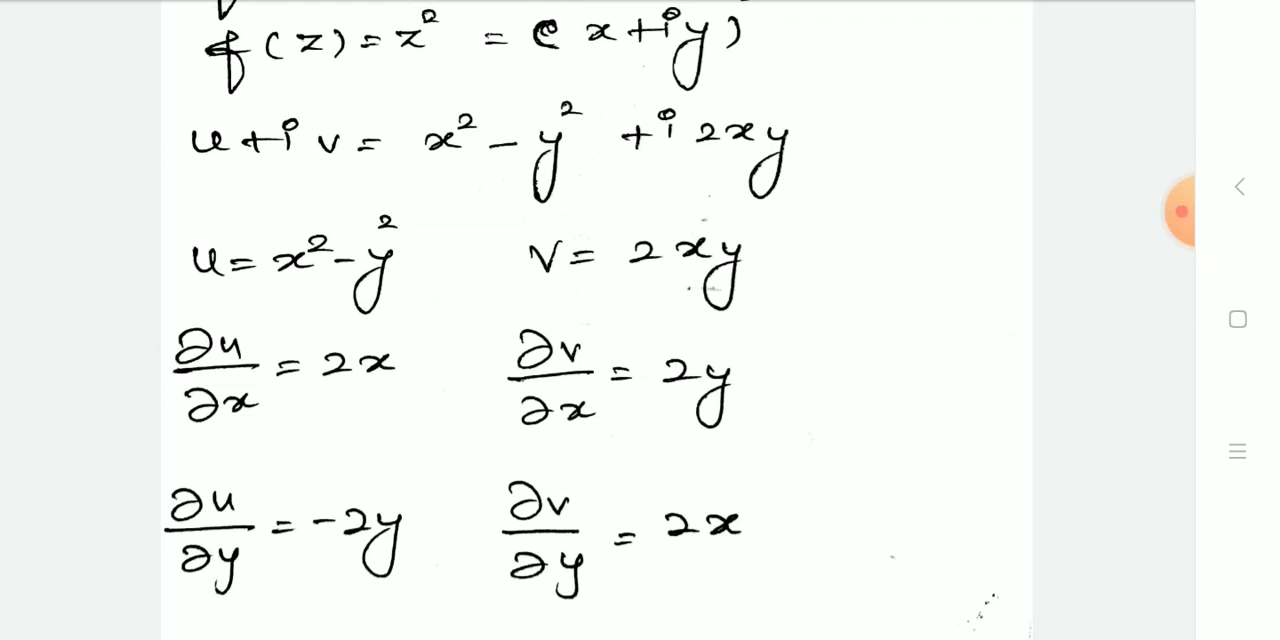 f(z) = z² = (x+iy)
u+iv = x² - y² + i 2xy
u = x² - y² v = 2xy
∂u/∂x = 2x ∂v/∂x = 2y
∂u/∂y = -2y ∂v/∂y = 2x